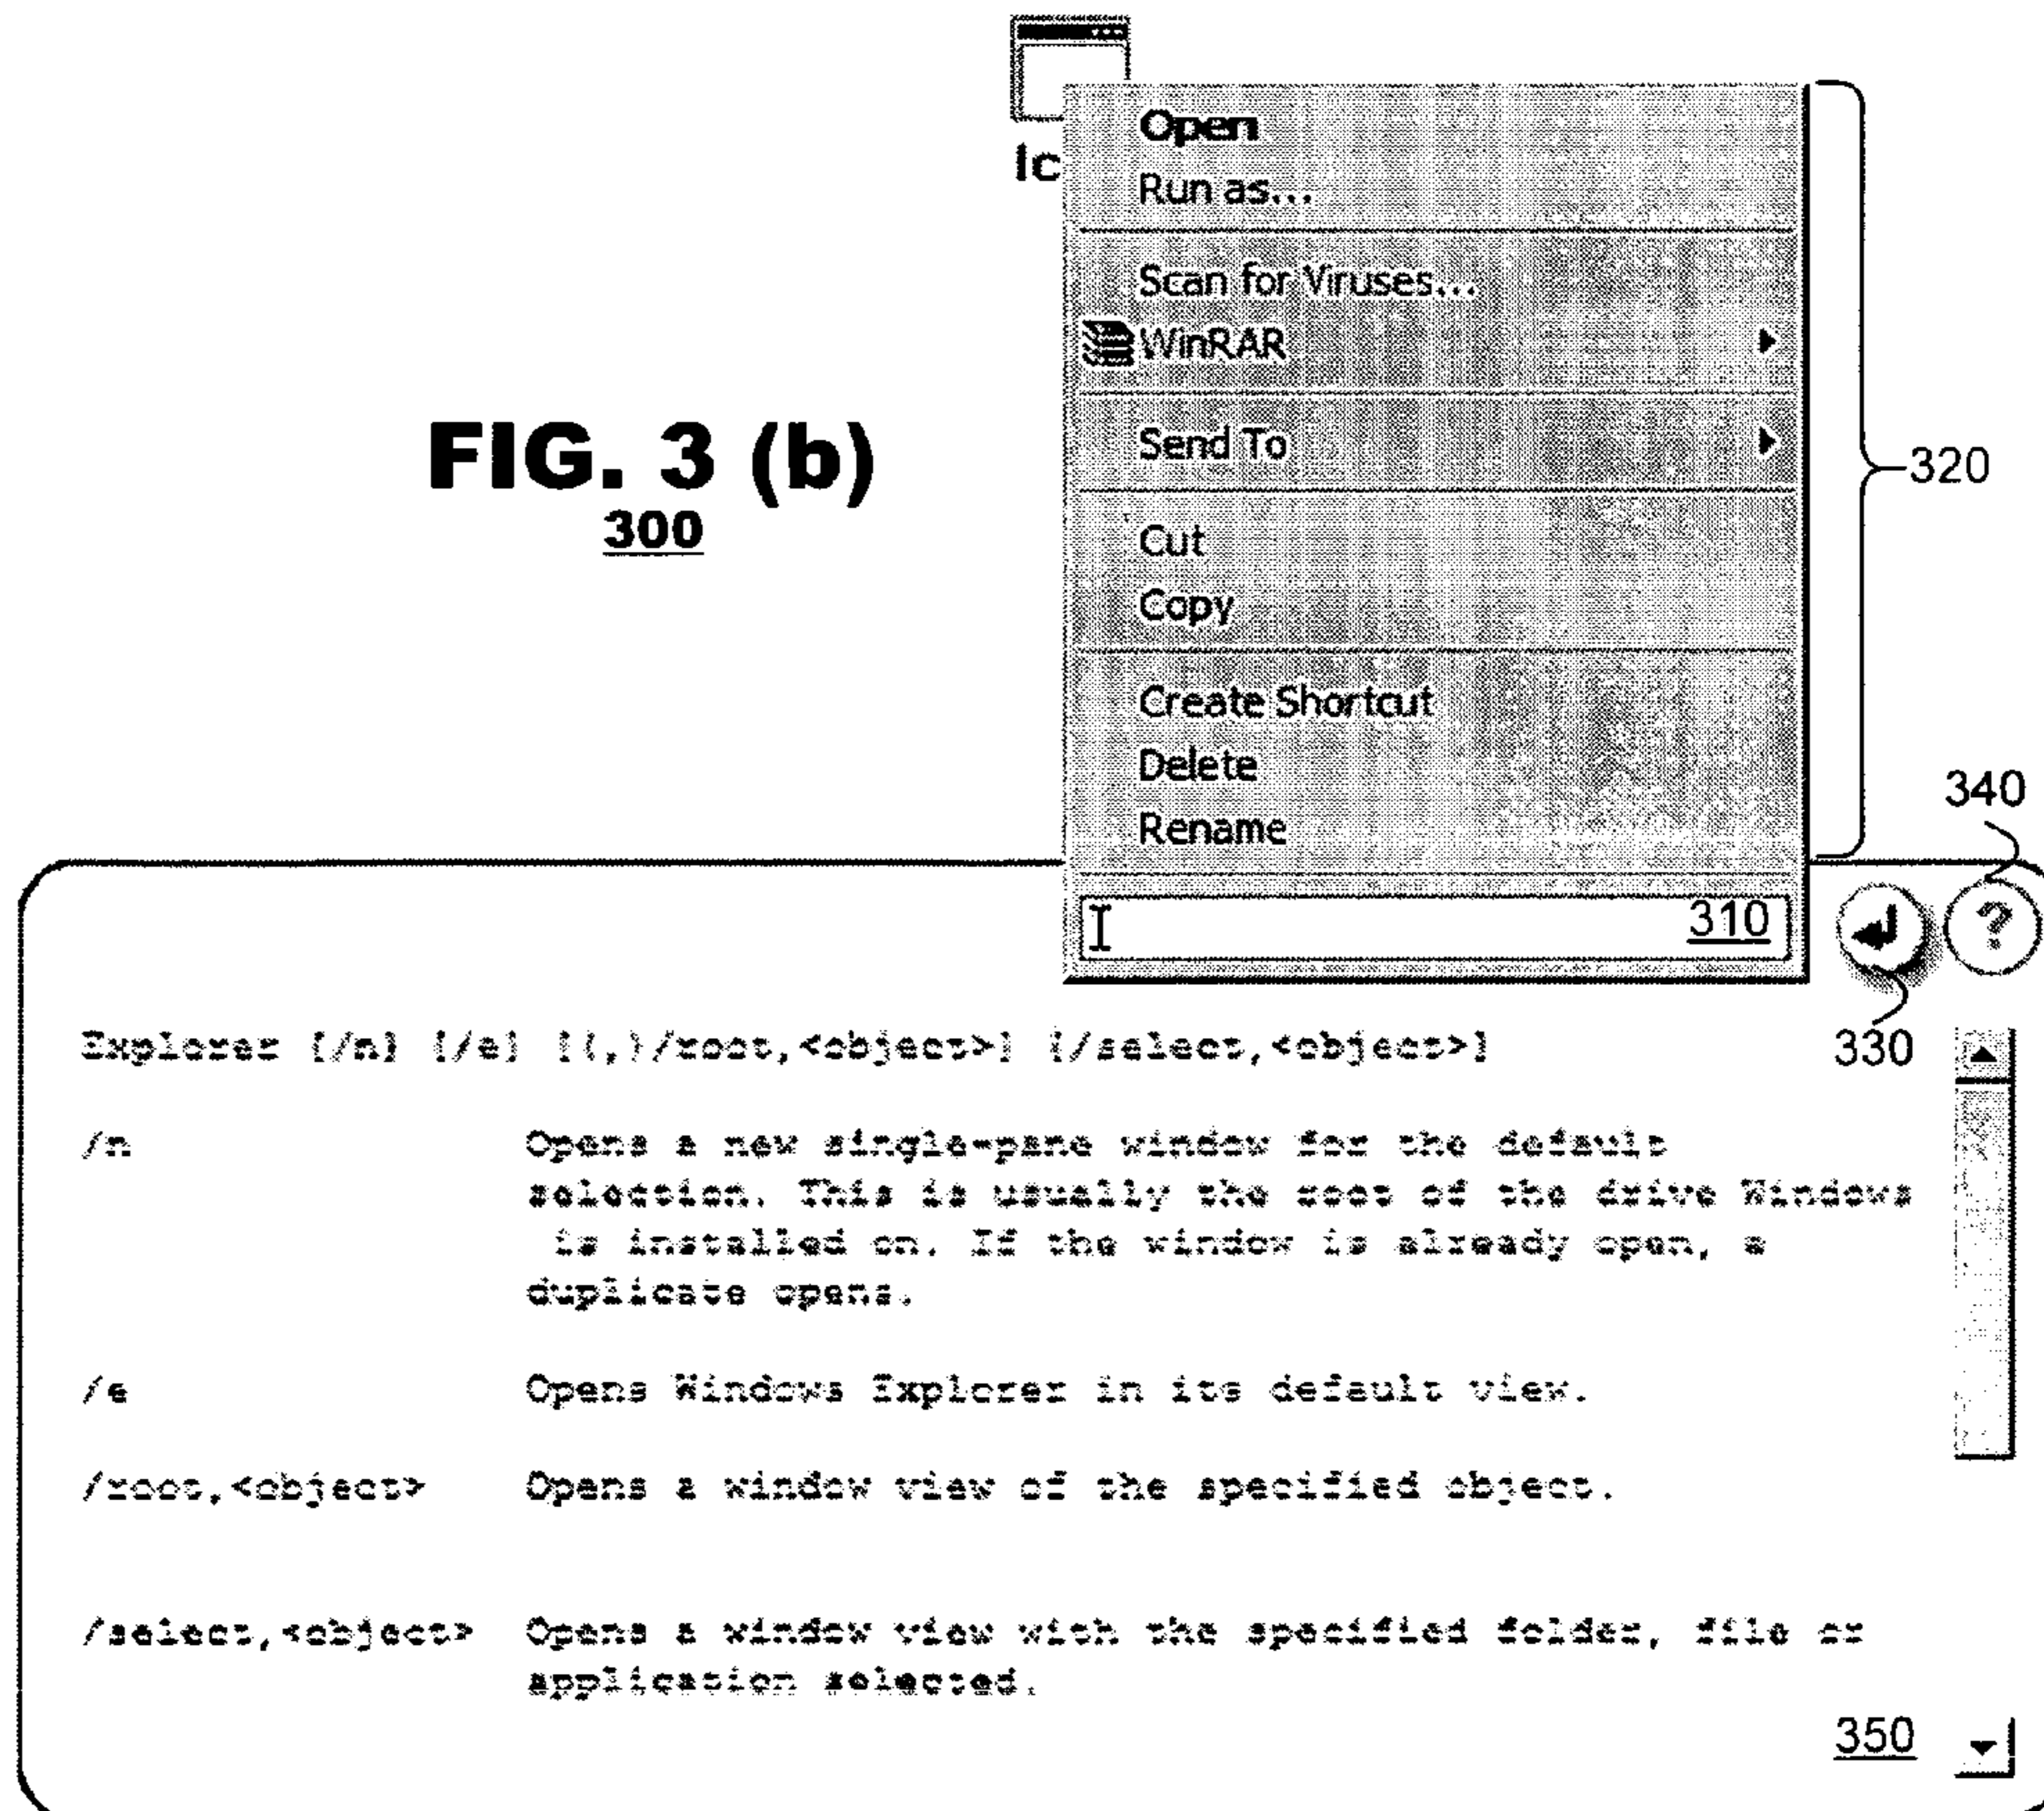 Ic
Open
Run as...
Scan for Viruses...
WinRAR
Send To
Cut
Copy
Create Shortcut
Delete
Rename
320
FIG. 3 (b)
300
340
310
?
330
Explorer [/n] [/e] [(,)/root,<object>] [/select,<object>]
/n Opens a new single-pane window for the default
selection. This is usually the root of the drive Windows
is installed on. If the window is already open, a
duplicate opens.
/e Opens Windows Explorer in its default view.
/root,<object> Opens a window view of the specified object.
/select,<object> Opens a window view with the specified folder, file or
application selected.
350